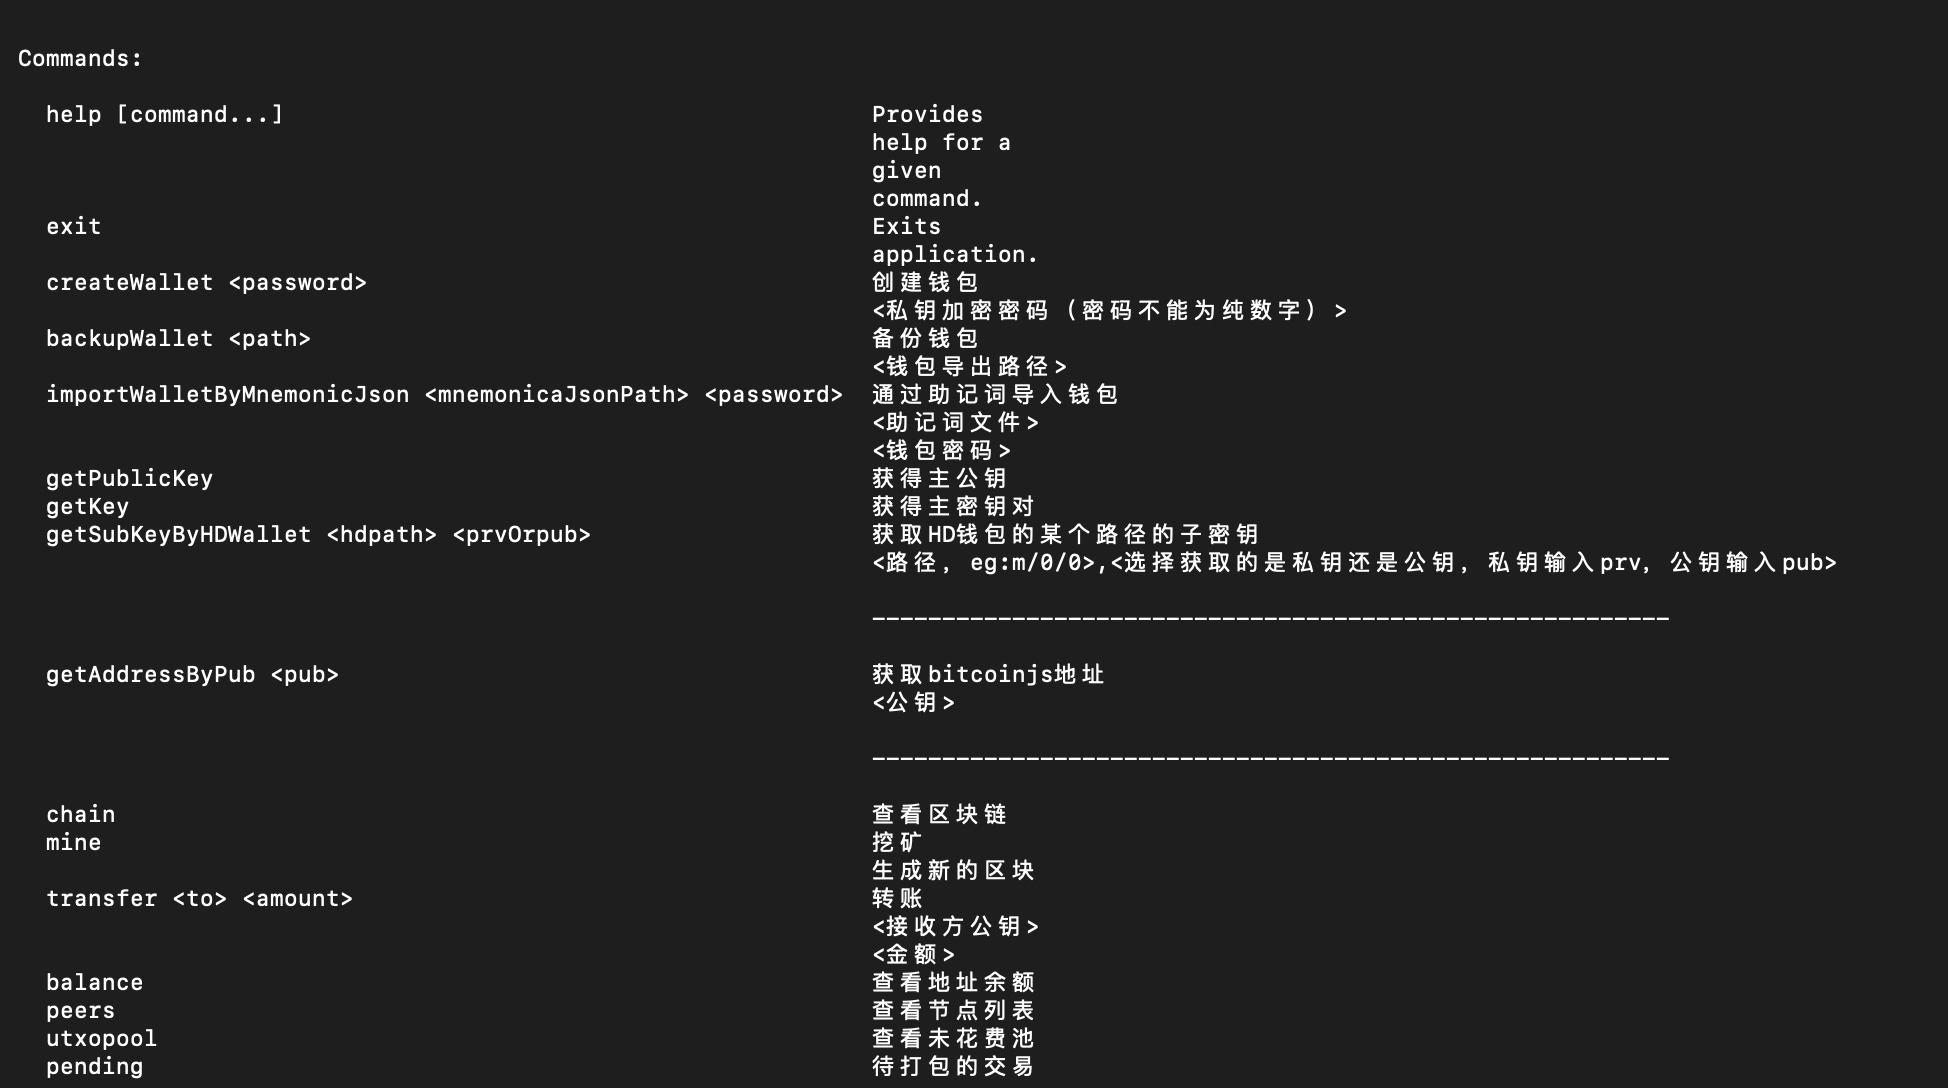 Commands:
help [command...] Provides
help for a
given
command.
exit Exits
application.
createWallet <password> 创建钱包
<私钥加密密码（密码不能为纯数字）>
backupWallet <path> 备份钱包
<钱包导出路径>
importWalletByMnemonicJson <mnemonicaJsonPath> <password> 通过助记词导入钱包
<助记词文件>
<钱包密码>
getPublicKey 获得主公钥
getKey 获得主密钥对
getSubKeyByHDWallet <hdpath> <prvOrpub> 获取HD钱包的某个路径的子密钥
<路径，eg:m/0/0>,<选择获取的是私钥还是公钥，私钥输入prv，公钥输入pub>
---------------------------------------------------------
getAddressByPub <pub> 获取bitcoinjs地址
<公钥>
---------------------------------------------------------
chain 查看区块链
mine 挖矿
生成新的区块
transfer <to> <amount> 转账
<接收方公钥>
<金额>
balance 查看地址余额
peers 查看节点列表
utxopool 查看未花费池
pending 待打包的交易